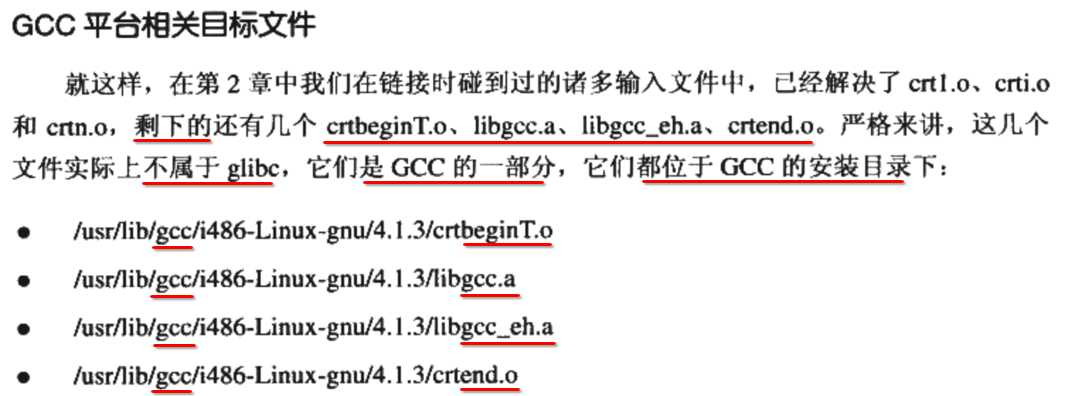 GCC 平台相关目标文件
就这样，在第 2 章中我们在链接时碰到过的诸多输入文件中，已经解决了 crt1.o、crti.o
和 crtn.o，剩下的还有几个 crtbeginT.o、libgcc.a、libgcc_eh.a、crtend.o。严格来讲，这几个
文件实际上不属于 glibc，它们是 GCC 的一部分，它们都位于 GCC 的安装目录下：
● /usr/lib/gcc/i486-Linux-gnu/4.1.3/crtbeginT.o
● /usr/lib/gcc/i486-Linux-gnu/4.1.3/libgcc.a
● /usr/lib/gcc/i486-Linux-gnu/4.1.3/libgcc_eh.a
● /usr/lib/gcc/i486-Linux-gnu/4.1.3/crtend.o